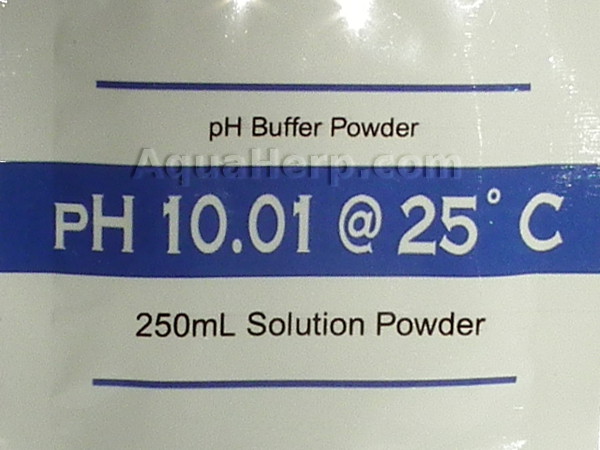 pH Buffer Powder
AquaHerp.com
PH 10.01 @ 25° C
250mL Solution Powder